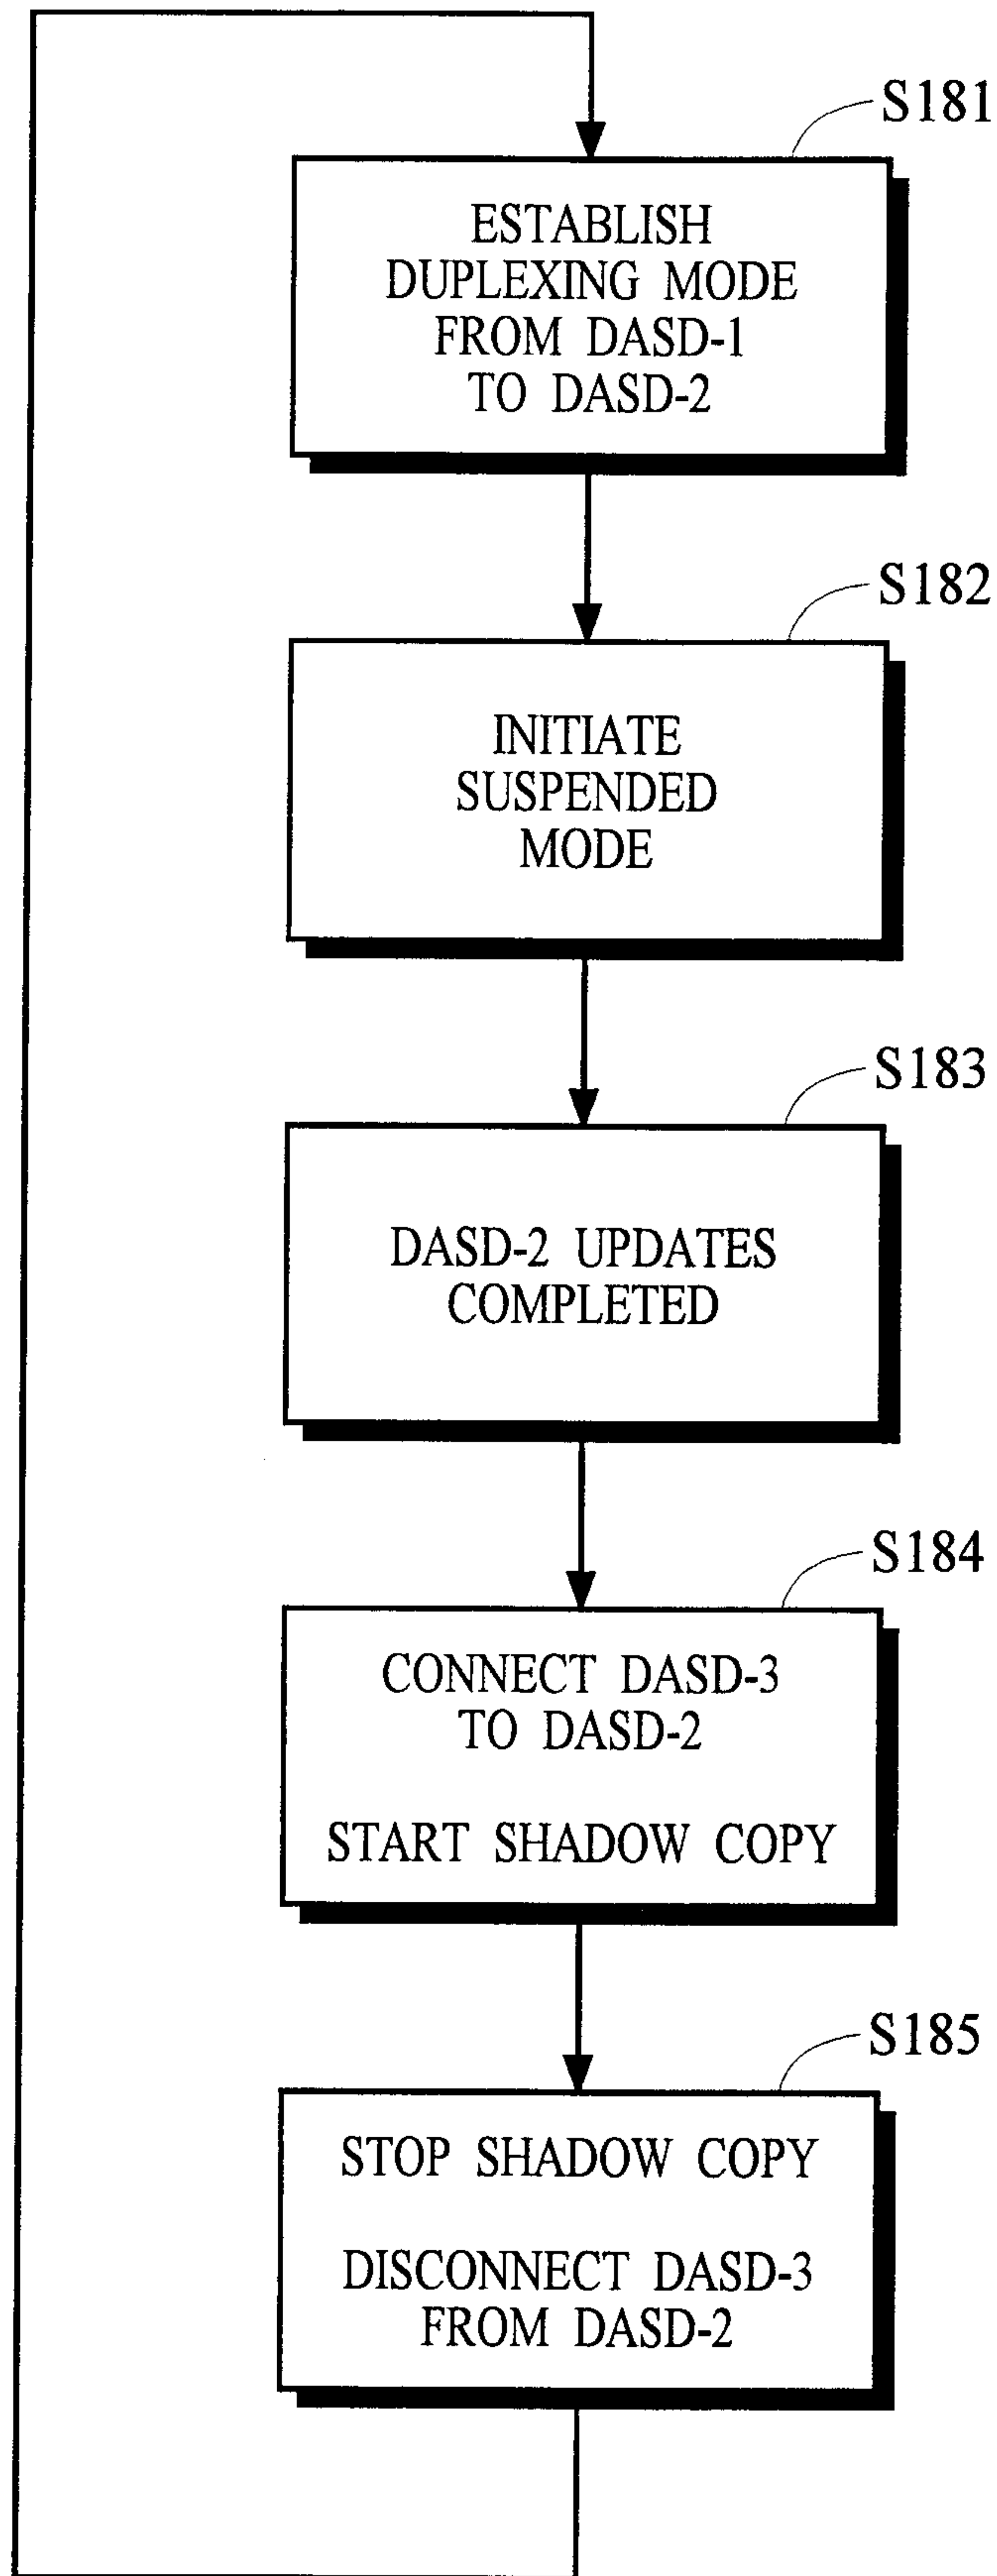 S181
ESTABLISH
DUPLEXING MODE
FROM DASD-1
TO DASD-2
S182
INITIATE
SUSPENDED
MODE
S183
DASD-2 UPDATES
COMPLETED
S184
CONNECT DASD-3
TO DASD-2
START SHADOW COPY
S185
STOP SHADOW COPY
DISCONNECT DASD-3
FROM DASD-2